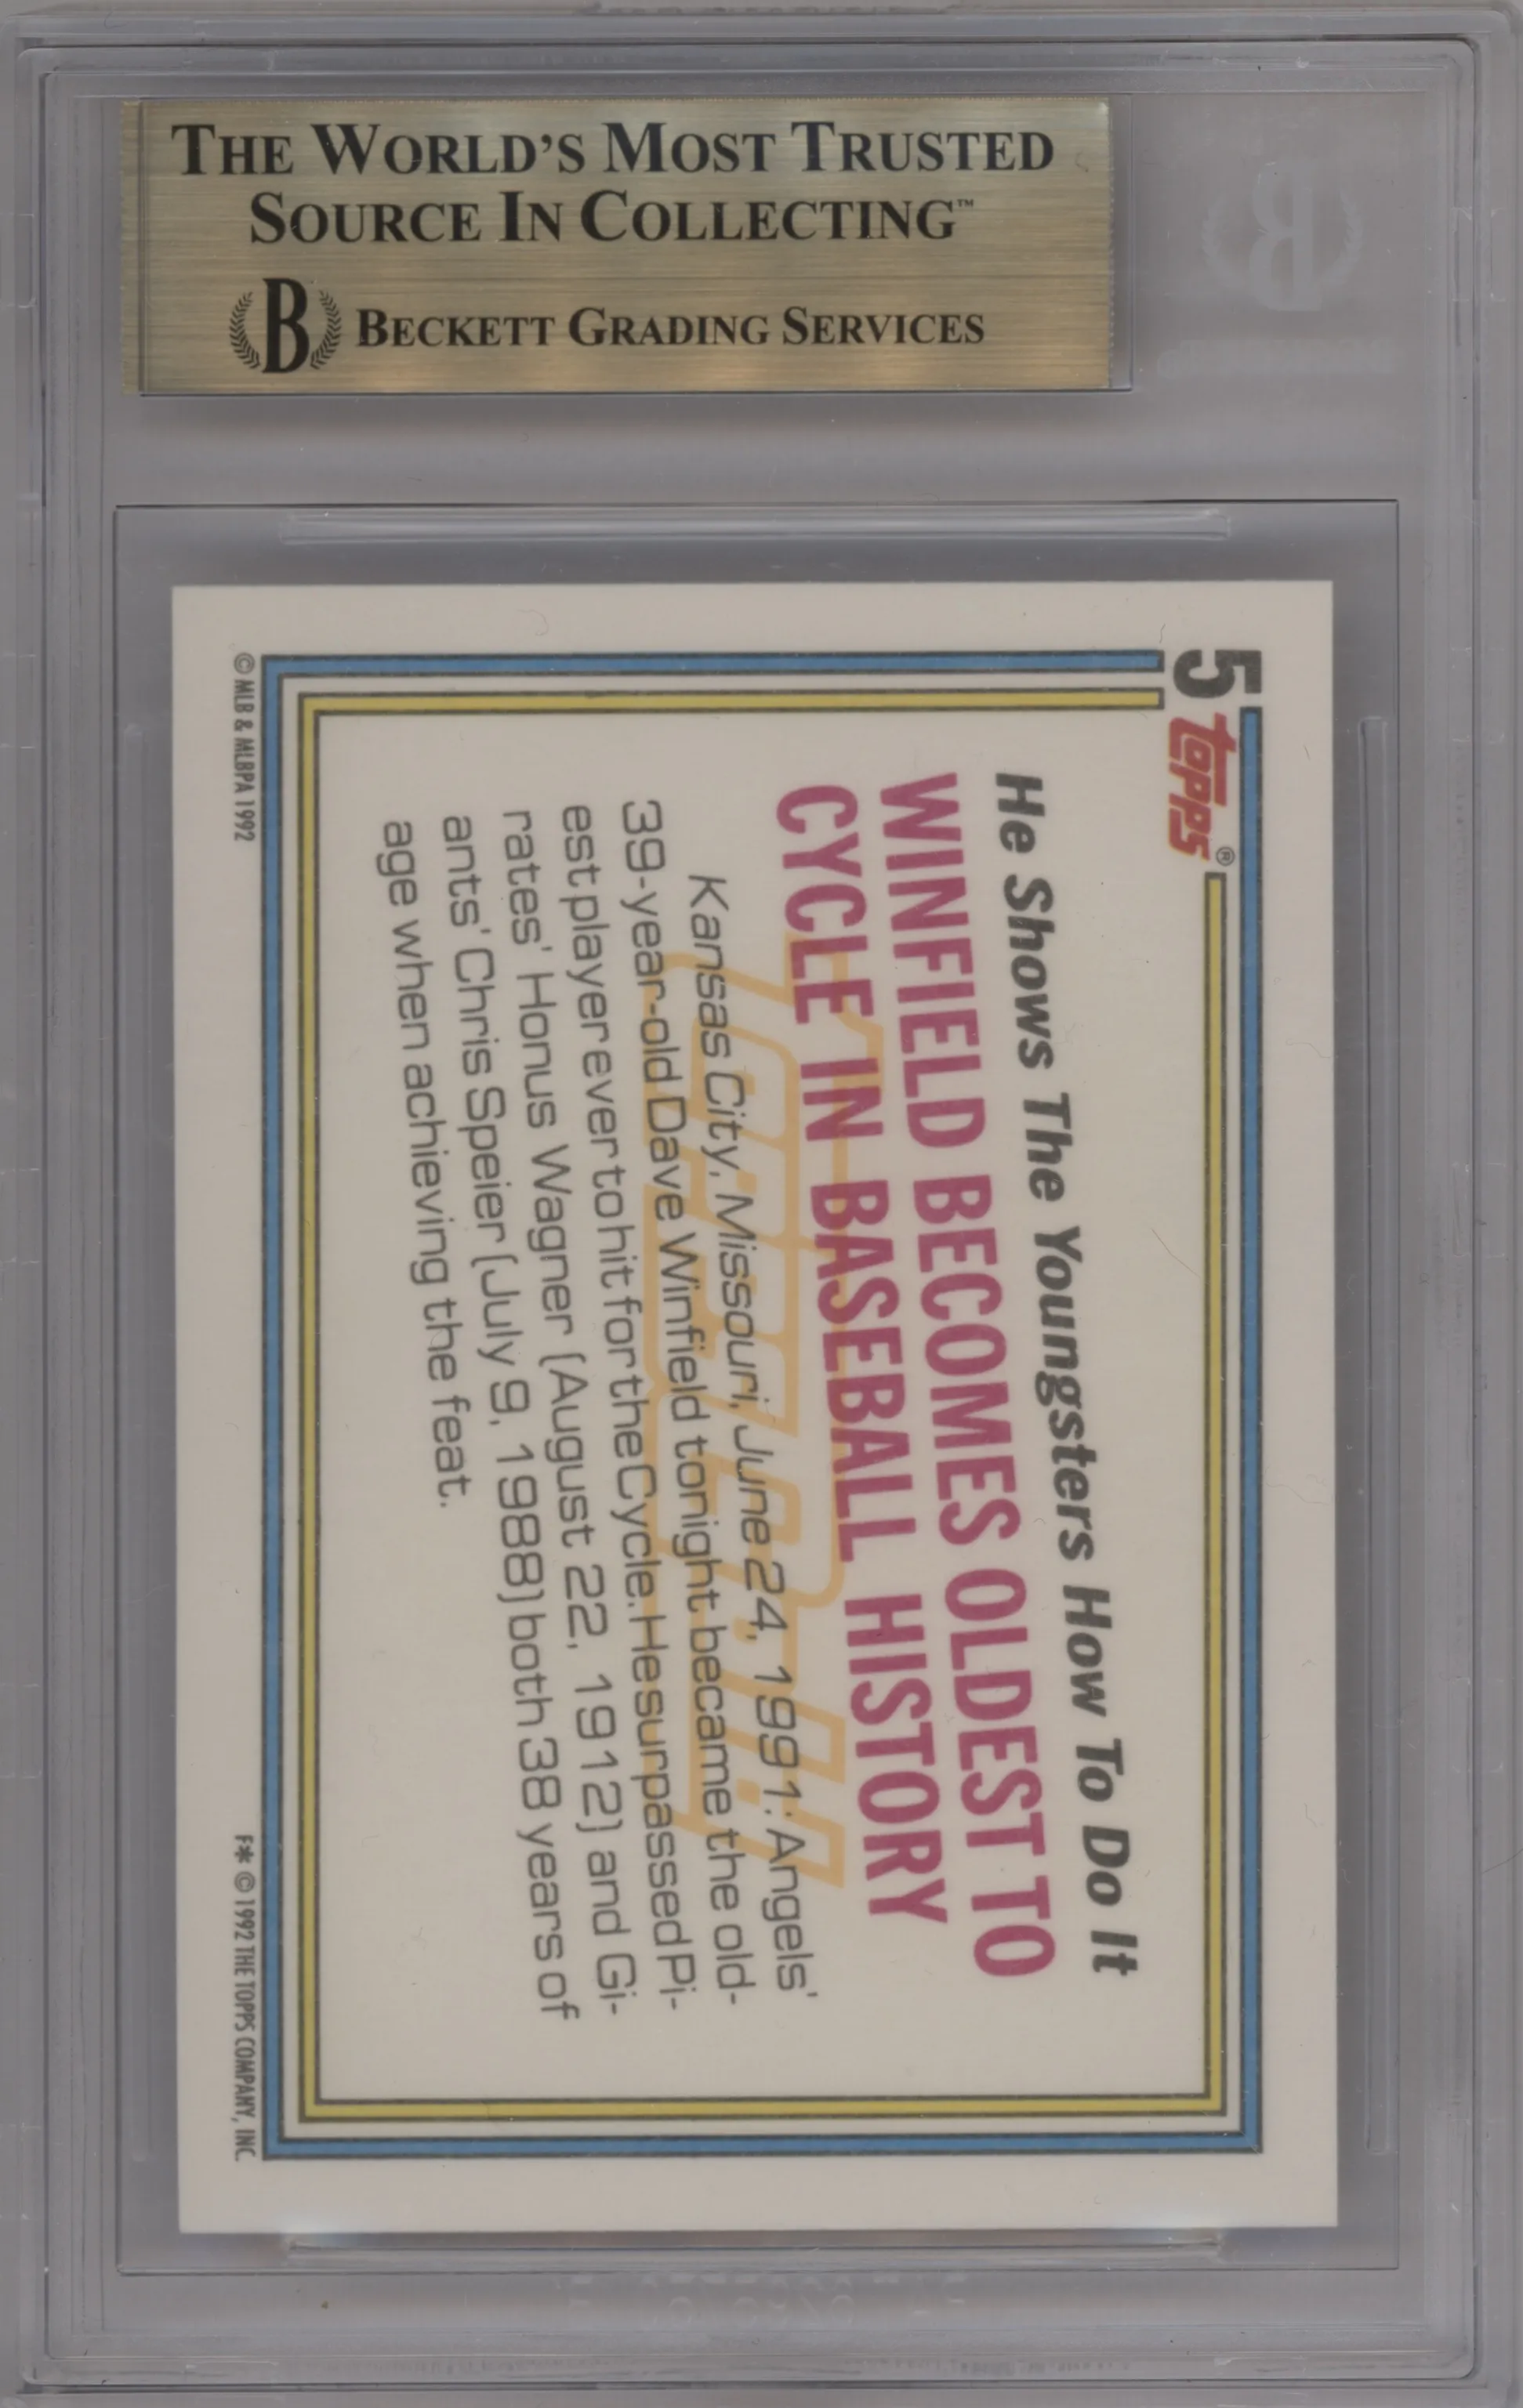 THE WORLD'S MOST TRUSTED
SOURCE IN COLLECTING™
B BECKETT GRADING SERVICES
B
5
TOPPS®
He Shows The Youngsters How To Do It
WINFIELD BECOMES OLDEST TO
CYCLE IN BASEBALL HISTORY
Kansas City, Missouri, June 24, 1991: Angels'
39-year-old Dave Winfield tonight became the old-
est player ever to hit for the Cycle. He surpassed Pi-
rates' Honus Wagner (August 22, 1912) and Gi-
ants' Chris Speier (July 9, 1988) both 38 years of
age when achieving the feat.
© MLB & MLBPA 1992
F✱ © 1992 THE TOPPS COMPANY, INC.